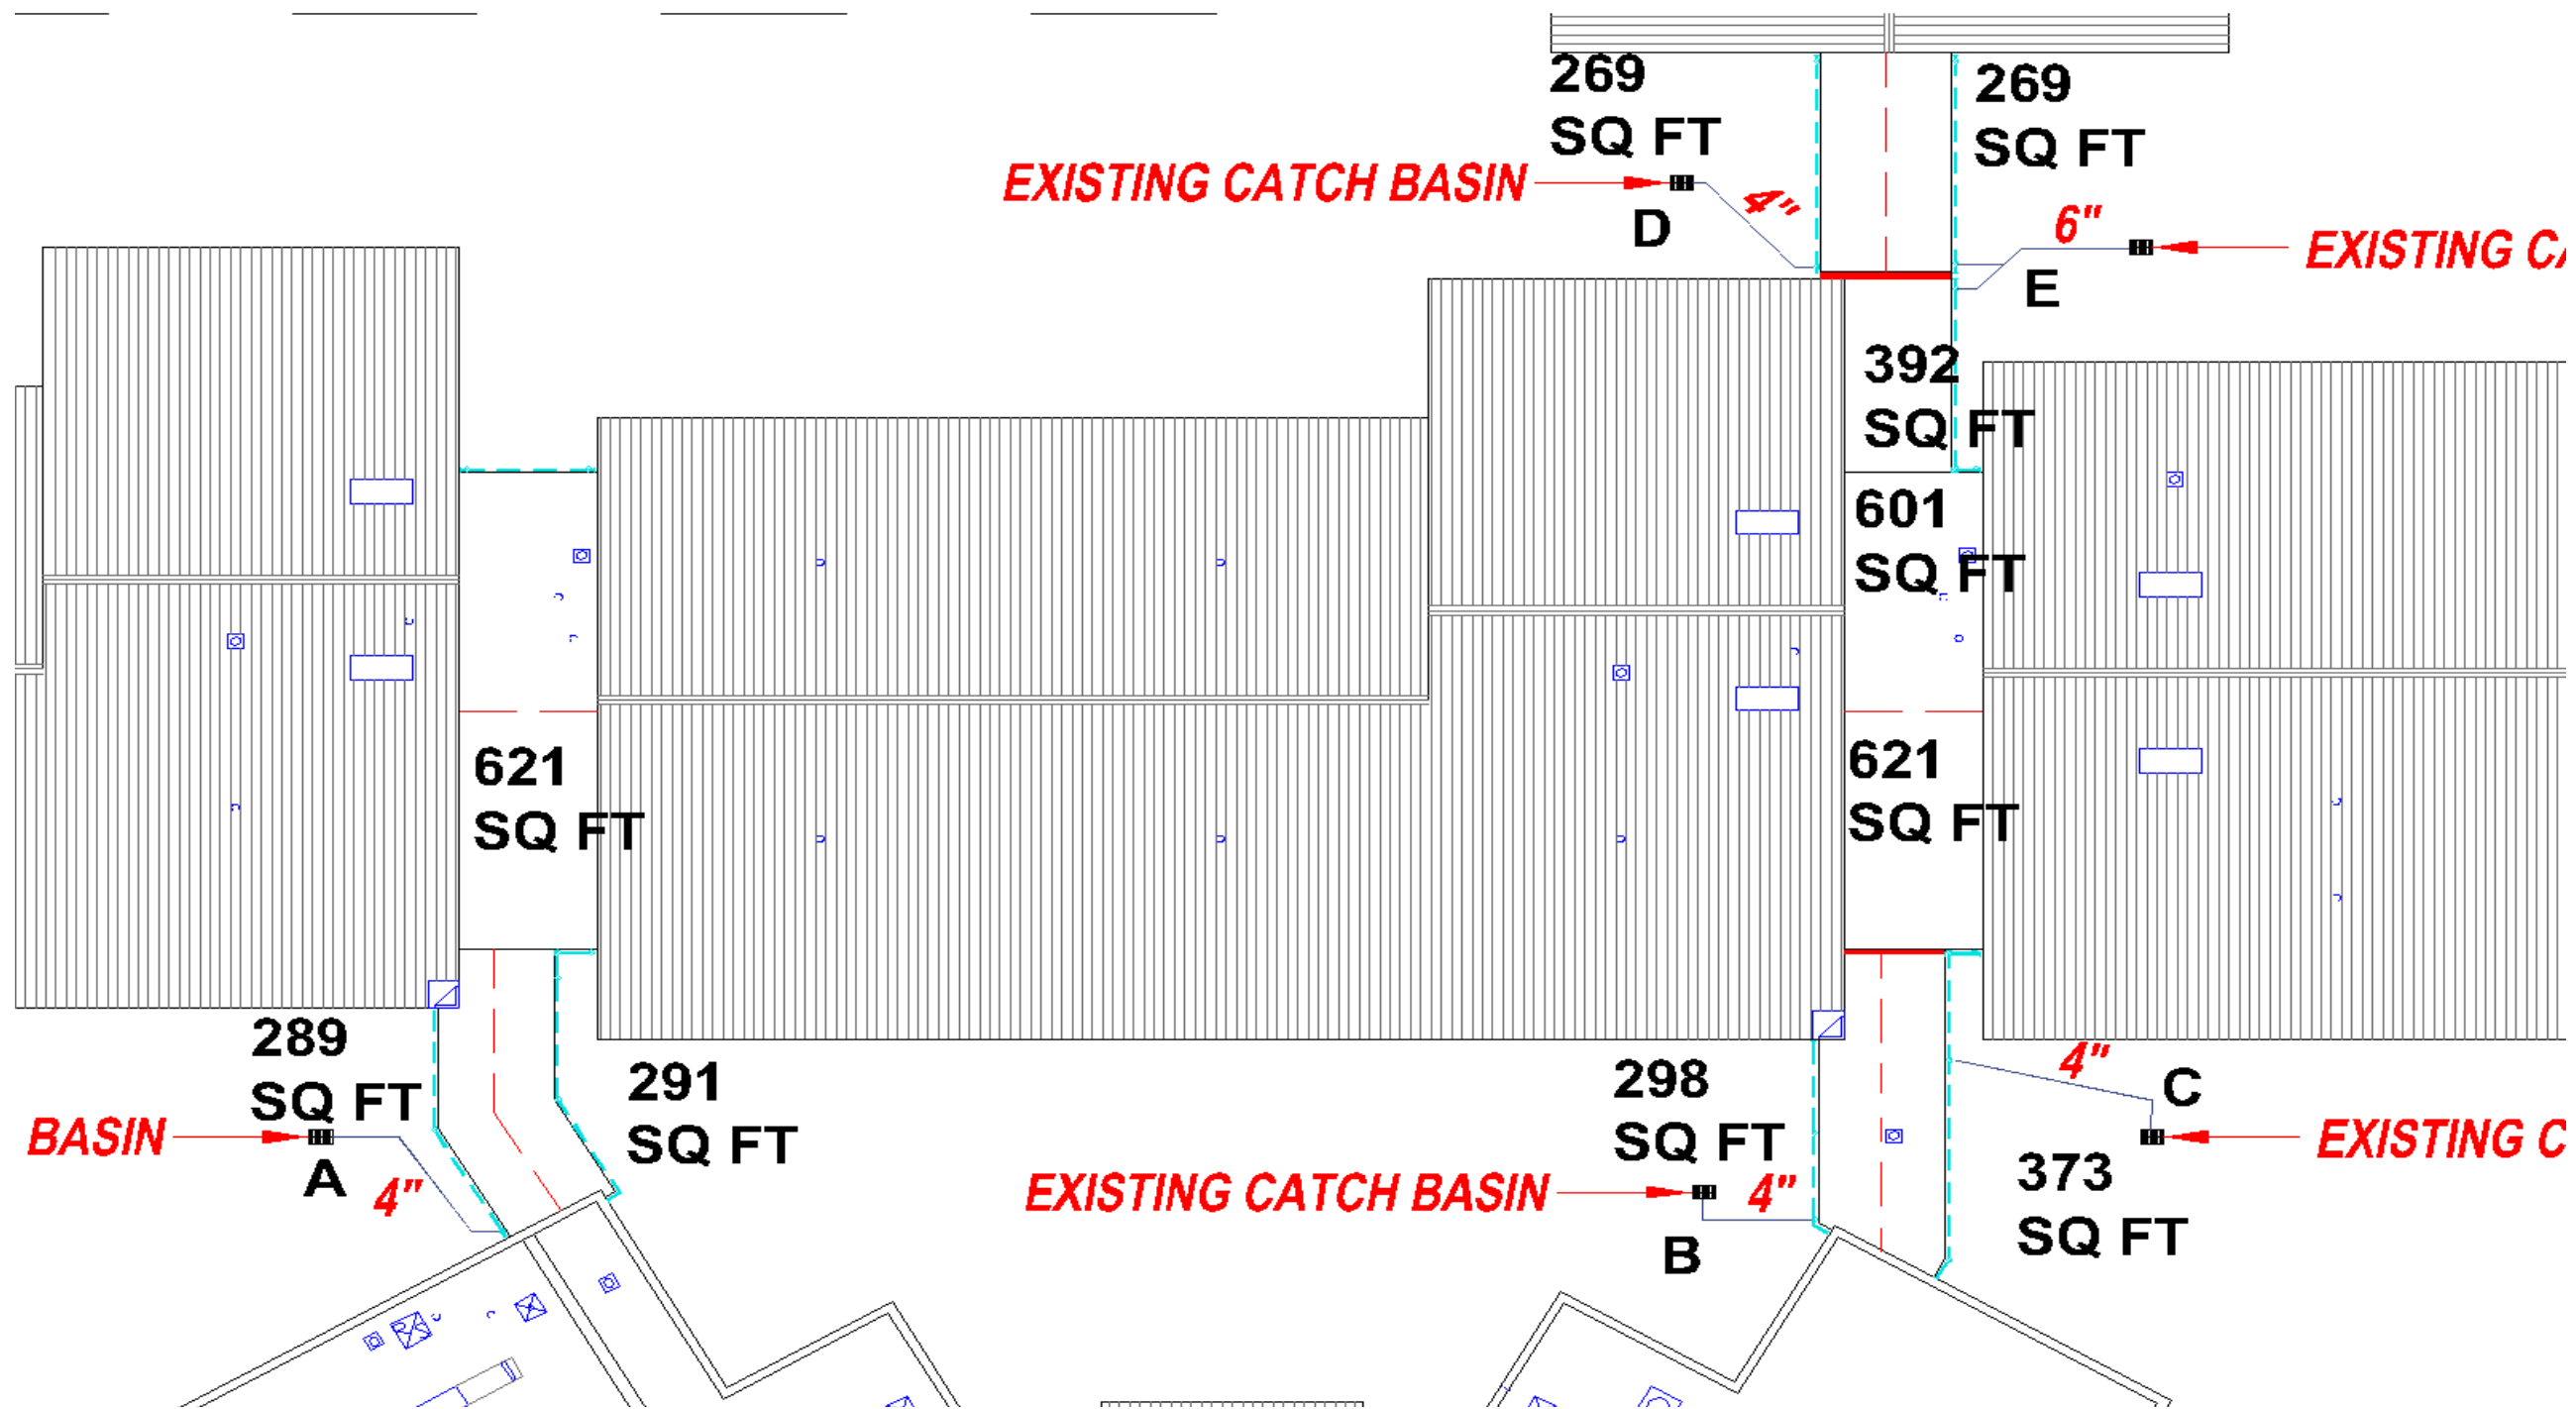 269
SQ FT
269
SQ FT
EXISTING CATCH BASIN
D
4"
6"
E
EXISTING CA
392
SQ FT
601
SQ FT
621
SQ FT
621
SQ FT
289
SQ FT
291
SQ FT
BASIN
A
4"
298
SQ FT
EXISTING CATCH BASIN
4"
B
4"
C
EXISTING C
373
SQ FT